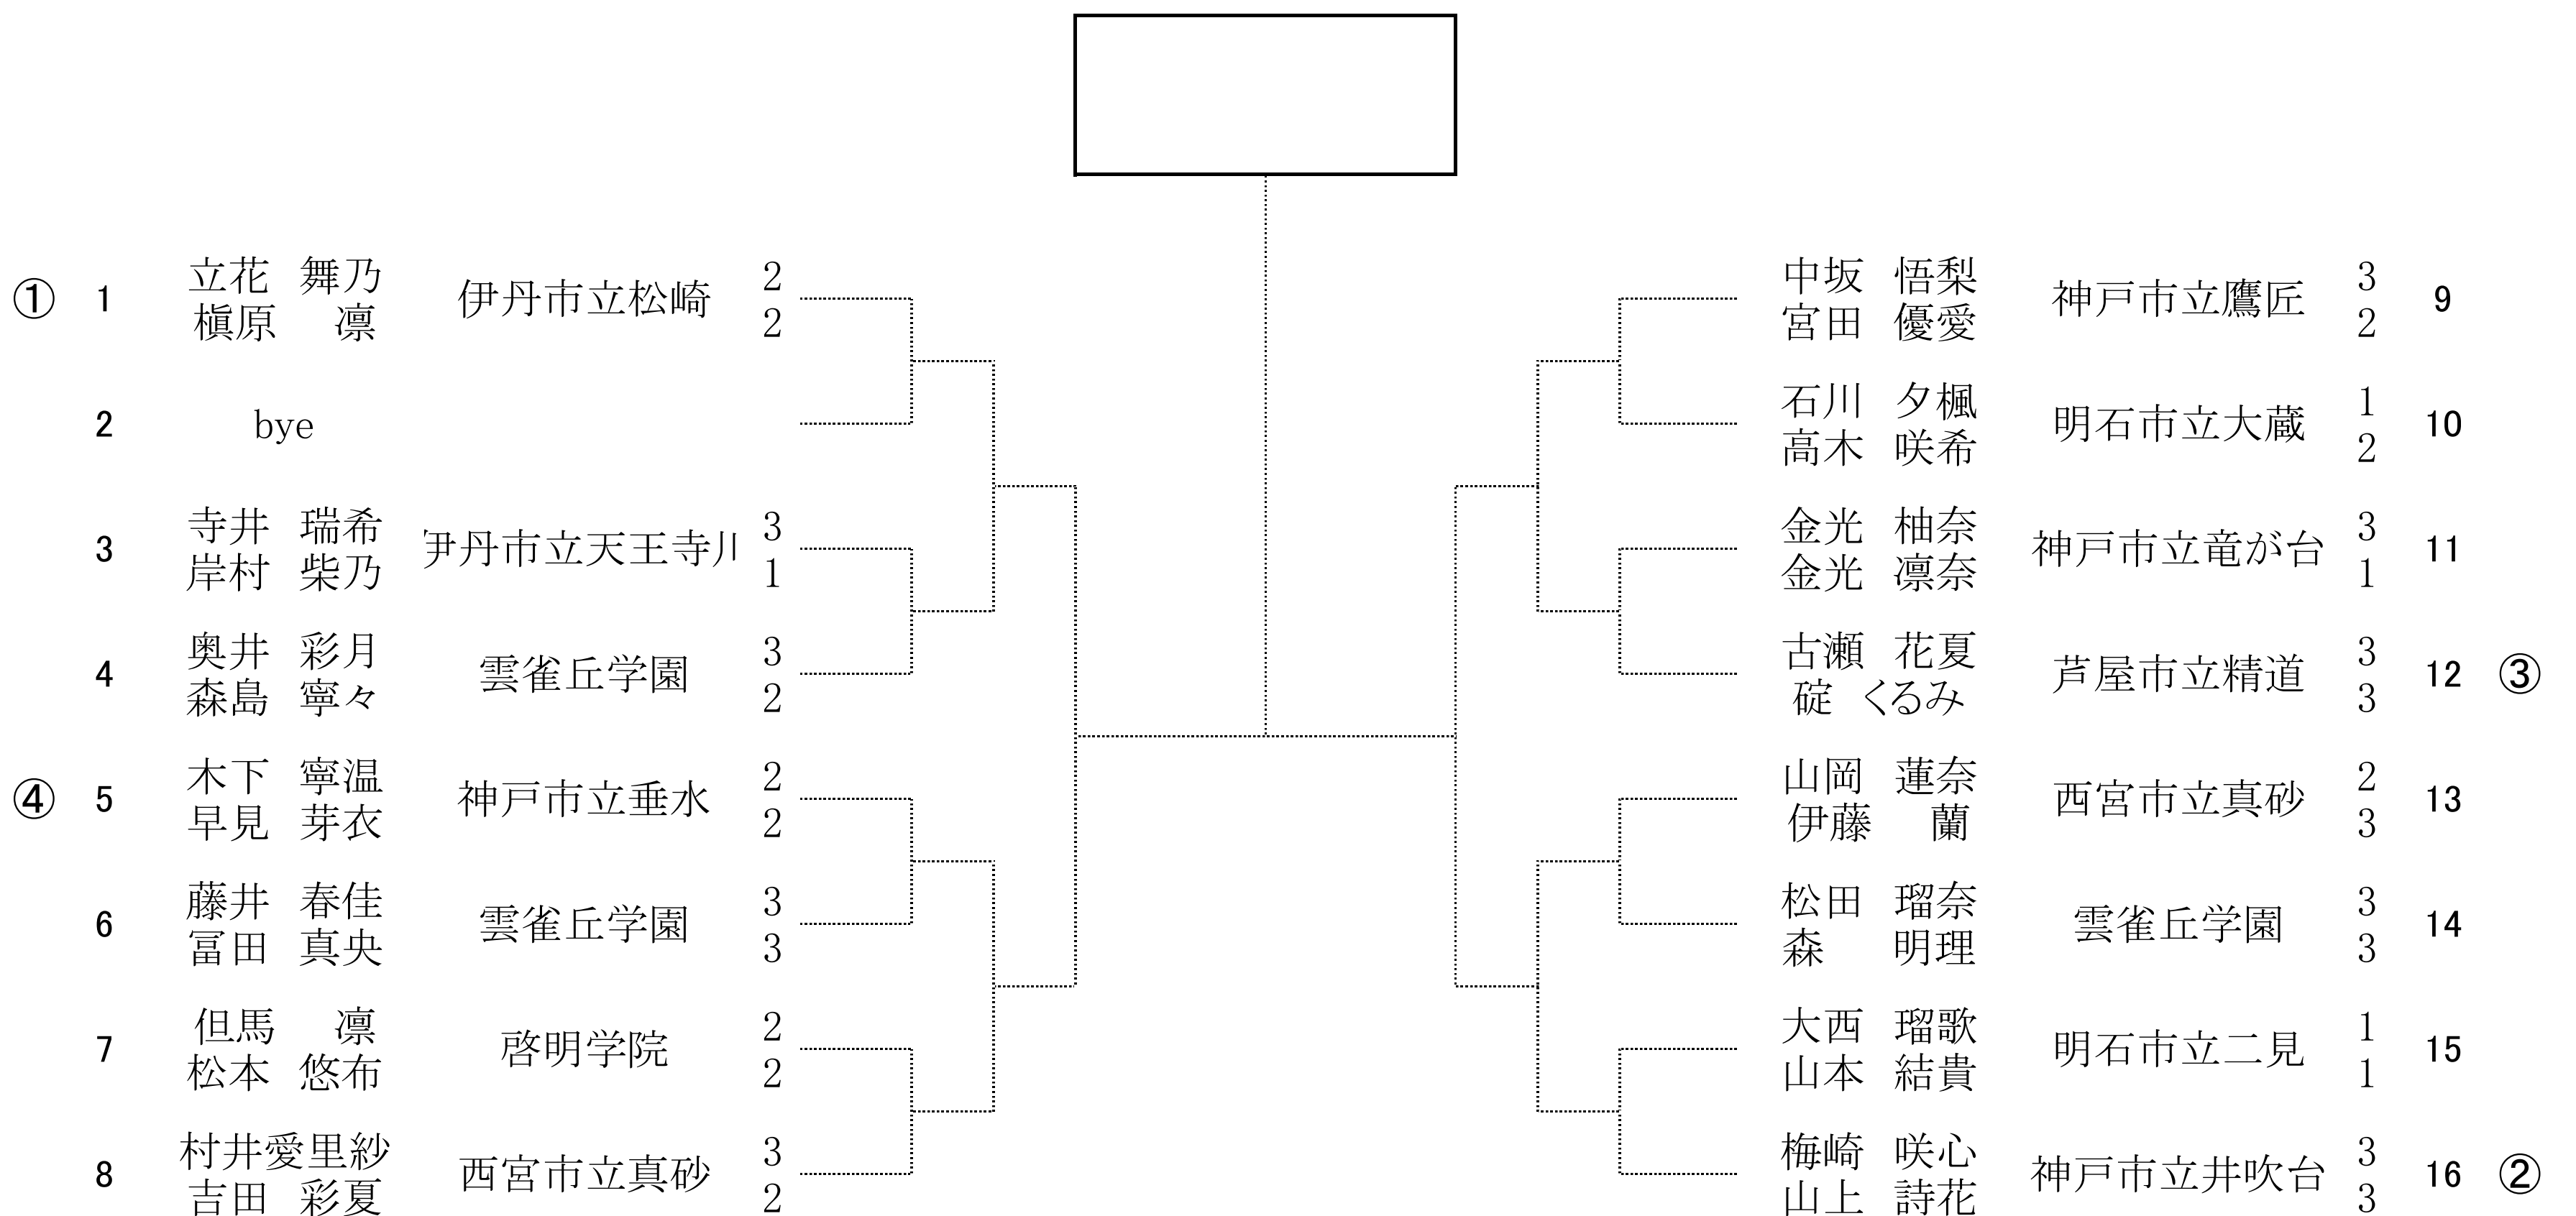 ① 1 立花 舞乃 伊丹市立松崎 2
槇原 凛 2
2 bye
3 寺井 瑞希 伊丹市立天王寺川 3
岸村 柴乃 1
4 奥井 彩月 雲雀丘学園 3
森島 寧々 2
④ 5 木下 寧温 神戸市立垂水 2
早見 芽衣 2
6 藤井 春佳 雲雀丘学園 3
冨田 真央 3
7 但馬 凛 啓明学院 2
松本 悠布 2
8 村井愛里紗 西宮市立真砂 3
吉田 彩夏 2
中坂 悟梨 神戸市立鷹匠 3 9
宮田 優愛 2
石川 夕楓 明石市立大蔵 1 10
高木 咲希 2
金光 柚奈 神戸市立竜が台 3 11
金光 凛奈 1
古瀬 花夏 芦屋市立精道 3 12 ③
碇 くるみ 3
山岡 蓮奈 西宮市立真砂 2 13
伊藤 蘭 3
松田 瑠奈 雲雀丘学園 3 14
森 明理 3
大西 瑠歌 明石市立二見 1 15
山本 結貴 1
梅崎 咲心 神戸市立井吹台 3 16 ②
山上 詩花 3